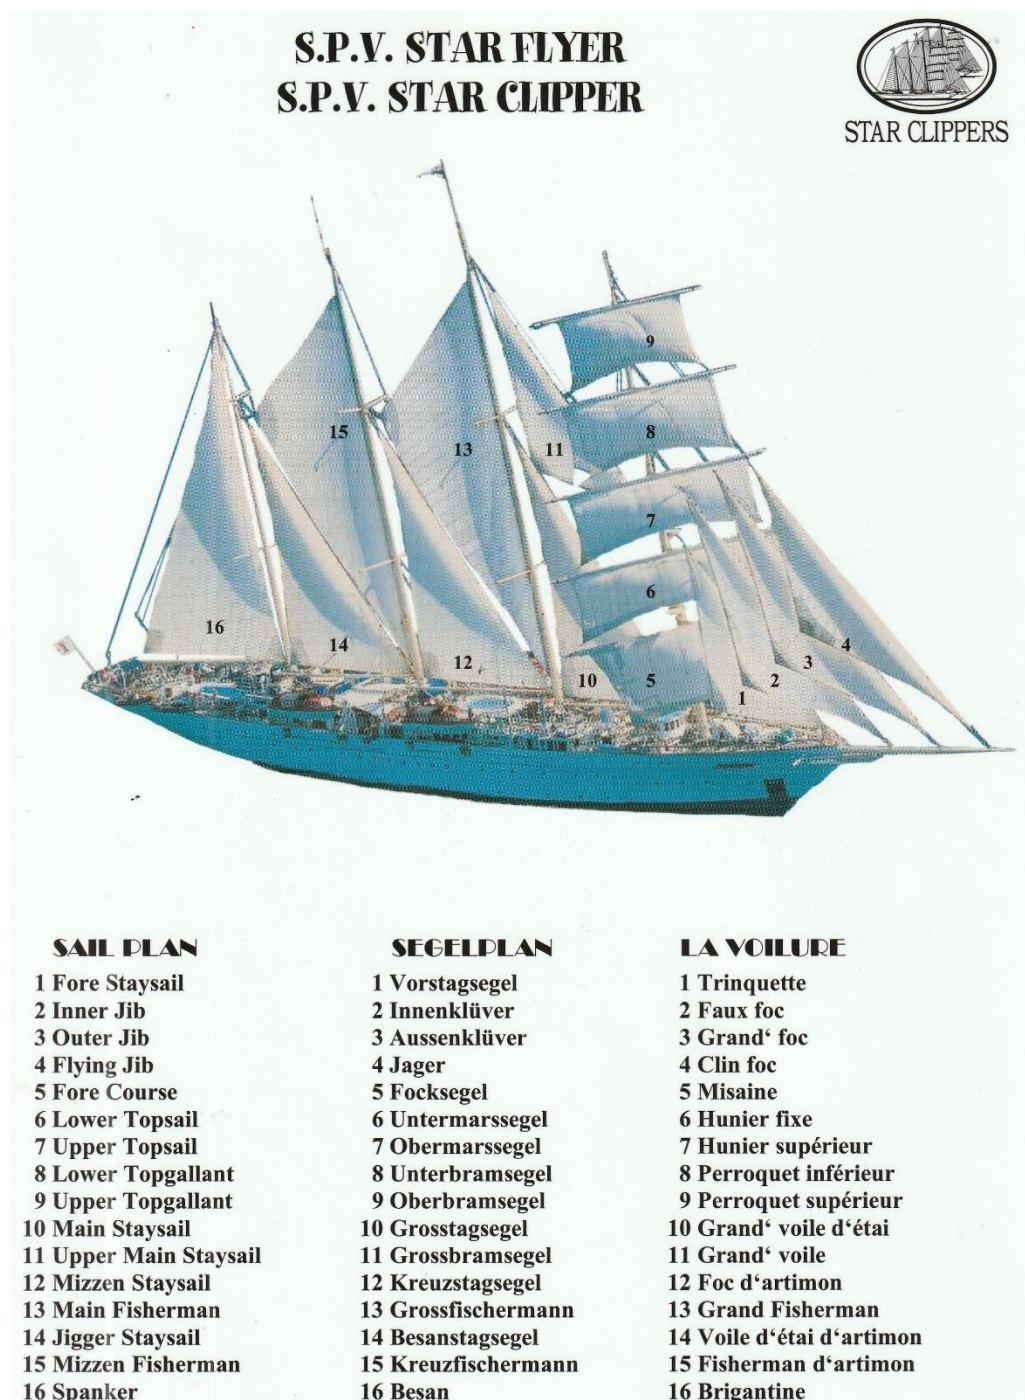 S.P.V. STAR FLYER
S.P.V. STAR CLIPPER
STAR CLIPPERS
9
8
15
13
11
7
6
16
14
12
10
5
4
3
2
1
SAIL PLAN
1 Fore Staysail
2 Inner Jib
3 Outer Jib
4 Flying Jib
5 Fore Course
6 Lower Topsail
7 Upper Topsail
8 Lower Topgallant
9 Upper Topgallant
10 Main Staysail
11 Upper Main Staysail
12 Mizzen Staysail
13 Main Fisherman
14 Jigger Staysail
15 Mizzen Fisherman
16 Spanker
SEGELPLAN
1 Vorstagsegel
2 Innenklüver
3 Aussenklüver
4 Jager
5 Focksegel
6 Untermarssegel
7 Obermarssegel
8 Unterbramsegel
9 Oberbramsegel
10 Grosstagsegel
11 Grossbramsegel
12 Kreuzstagsegel
13 Grossfischermann
14 Besanstagsegel
15 Kreuzfischermann
16 Besan
LA VOILURE
1 Trinquette
2 Faux foc
3 Grand‘ foc
4 Clin foc
5 Misaine
6 Hunier fixe
7 Hunier supérieur
8 Perroquet inférieur
9 Perroquet supérieur
10 Grand‘ voile d‘étai
11 Grand‘ voile
12 Foc d‘artimon
13 Grand Fisherman
14 Voile d‘étai d‘artimon
15 Fisherman d‘artimon
16 Brigantine